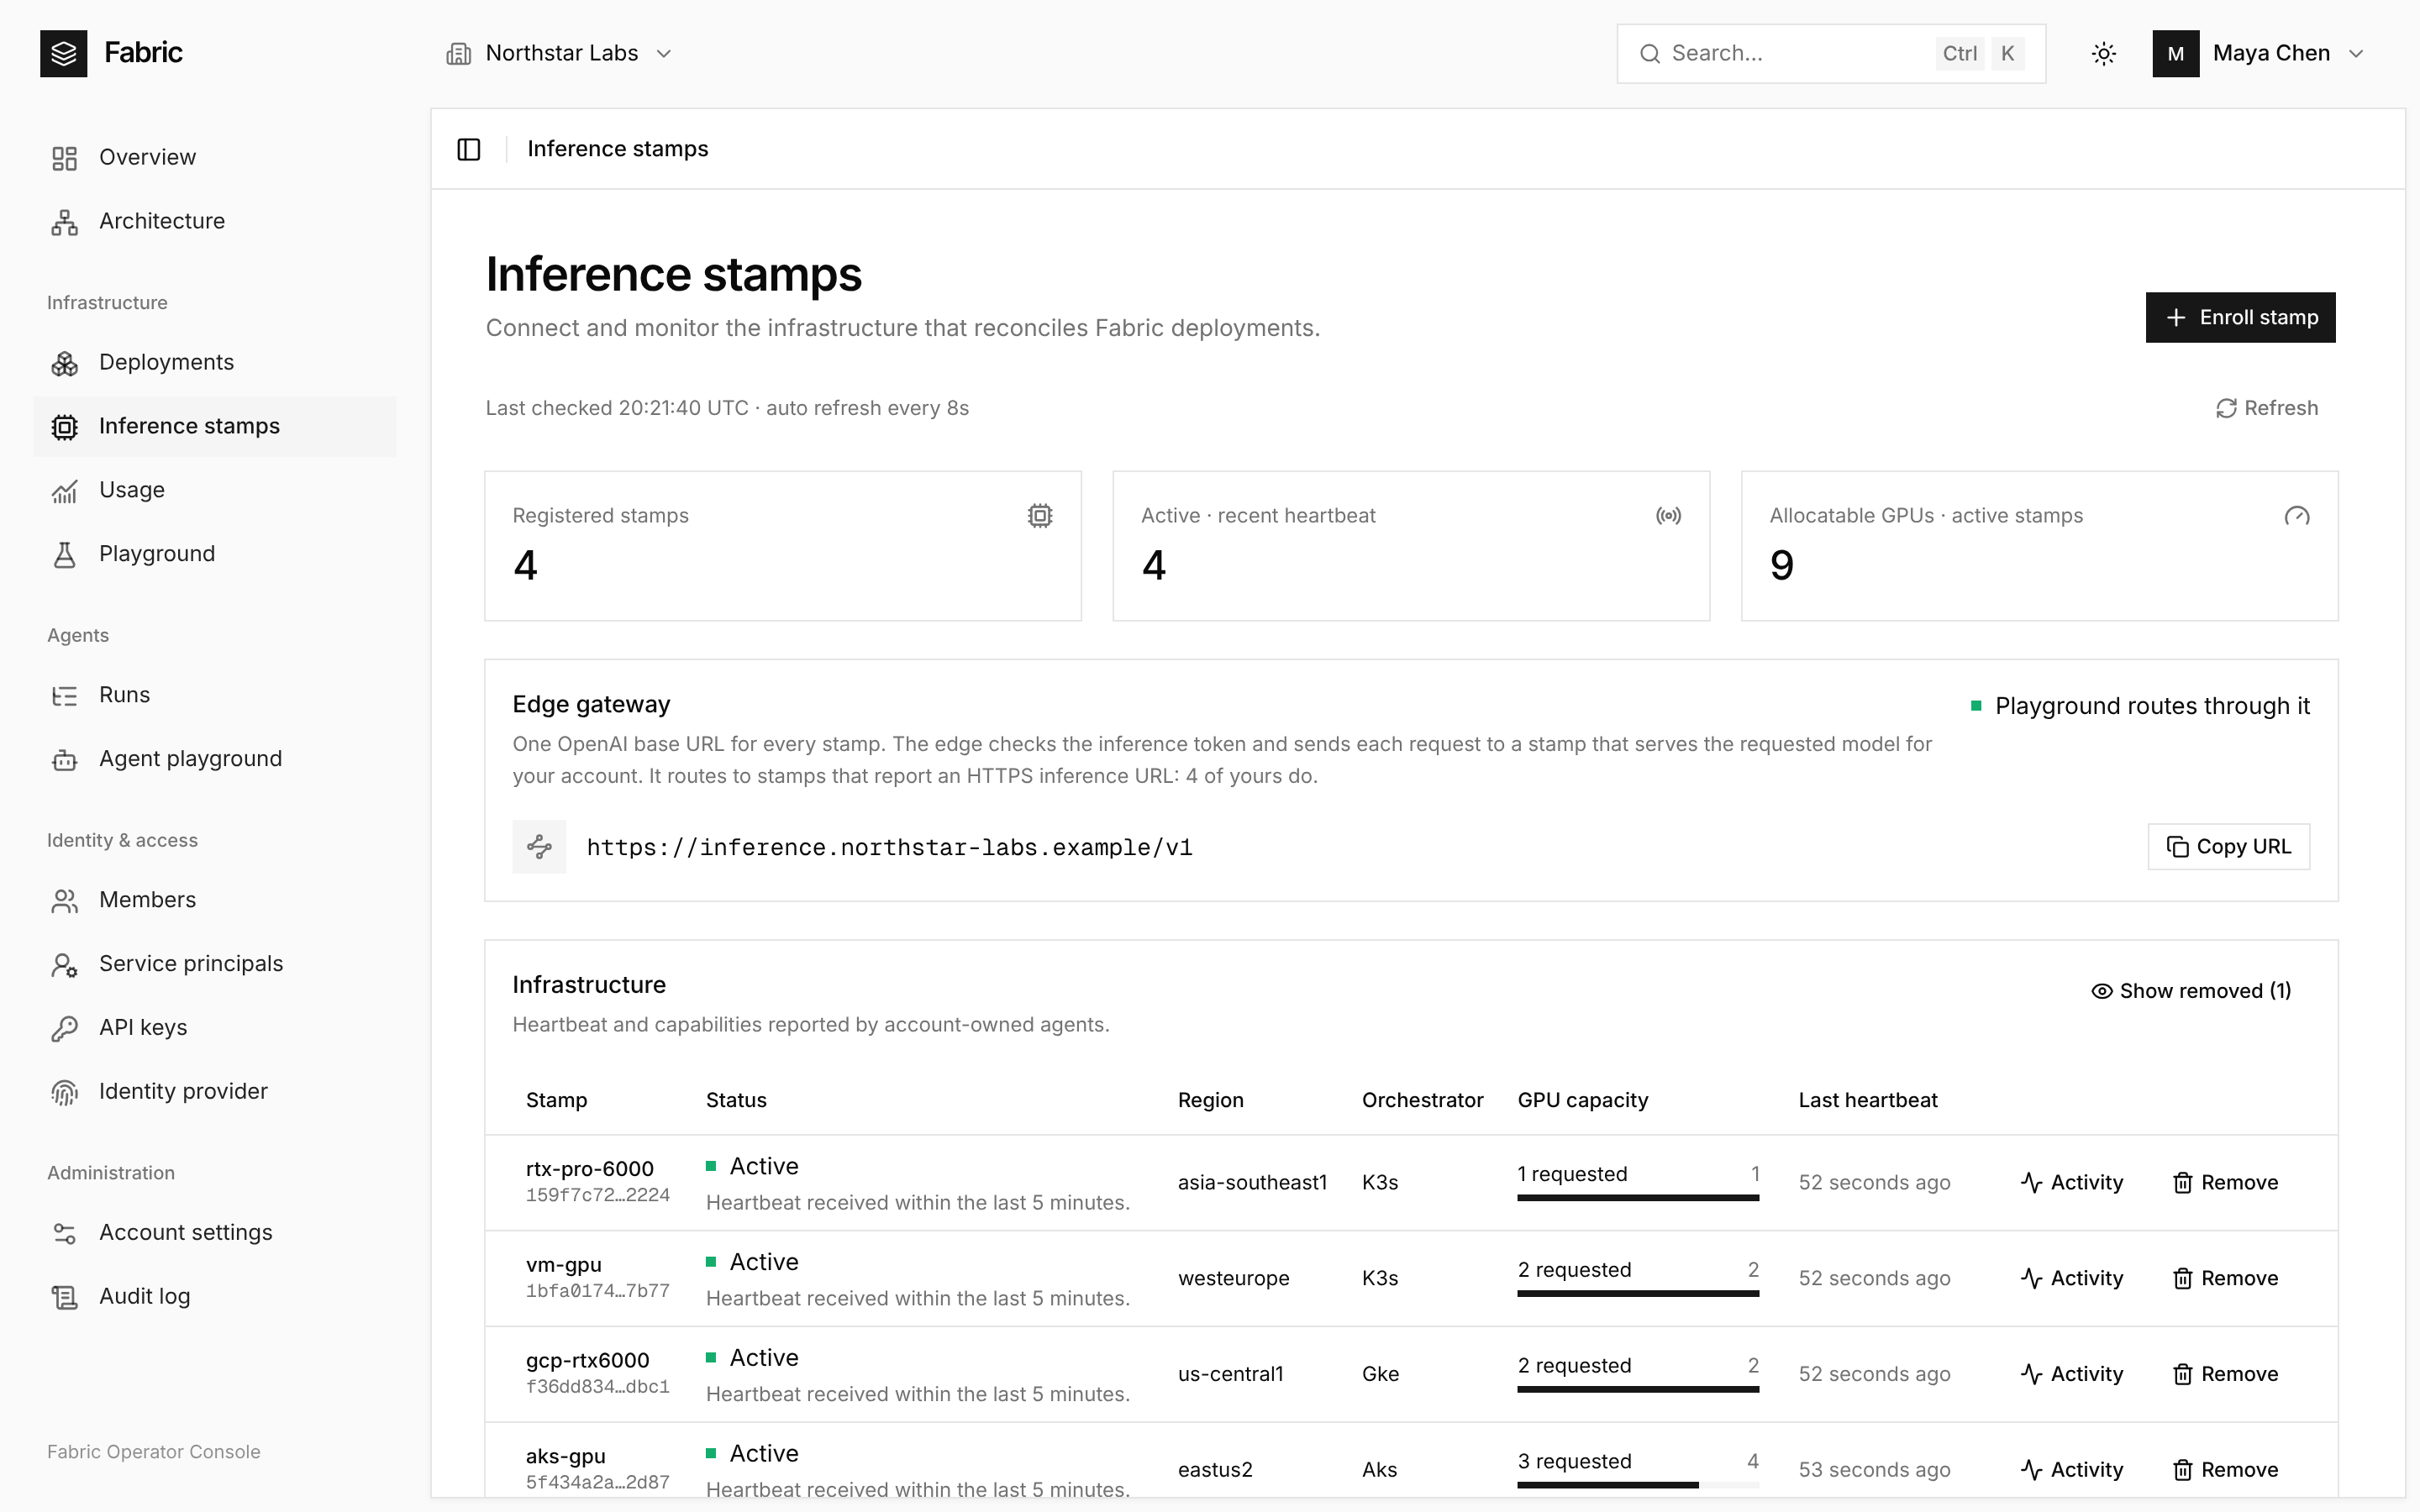 Fabric
Northstar Labs
Search...
Ctrl K
M
Maya Chen
Overview
Architecture
Infrastructure
Deployments
Inference stamps
Usage
Playground
Agents
Runs
Agent playground
Identity & access
Members
Service principals
API keys
Identity provider
Administration
Account settings
Audit log
Fabric Operator Console
Inference stamps
Inference stamps
Connect and monitor the infrastructure that reconciles Fabric deployments.
Enroll stamp
Last checked 20:21:40 UTC · auto refresh every 8s
Refresh
Registered stamps
4
Active · recent heartbeat
4
Allocatable GPUs · active stamps
9
Edge gateway
Playground routes through it
One OpenAI base URL for every stamp. The edge checks the inference token and sends each request to a stamp that serves the requested model for
your account. It routes to stamps that report an HTTPS inference URL: 4 of yours do.
https://inference.northstar-labs.example/v1
Copy URL
Infrastructure
Show removed (1)
Heartbeat and capabilities reported by account-owned agents.
Stamp Status Region Orchestrator GPU capacity Last heartbeat
rtx-pro-6000
159f7c72…2224
Active
Heartbeat received within the last 5 minutes.
asia-southeast1
K3s
1 requested 1
52 seconds ago
Activity
Remove
vm-gpu
1bfa0174…7b77
Active
Heartbeat received within the last 5 minutes.
westeurope
K3s
2 requested 2
52 seconds ago
Activity
Remove
gcp-rtx6000
f36dd834…dbc1
Active
Heartbeat received within the last 5 minutes.
us-central1
Gke
2 requested 2
52 seconds ago
Activity
Remove
aks-gpu
5f434a2a…2d87
Active
Heartbeat received within the last 5 minutes.
eastus2
Aks
3 requested 4
53 seconds ago
Activity
Remove